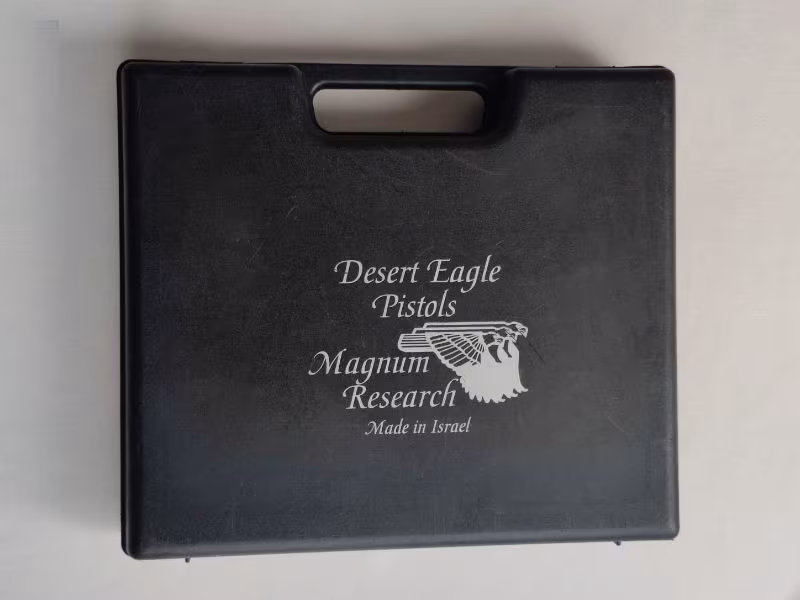 Desert Eagle
Pistols
Magnum
Research
Made in Israel